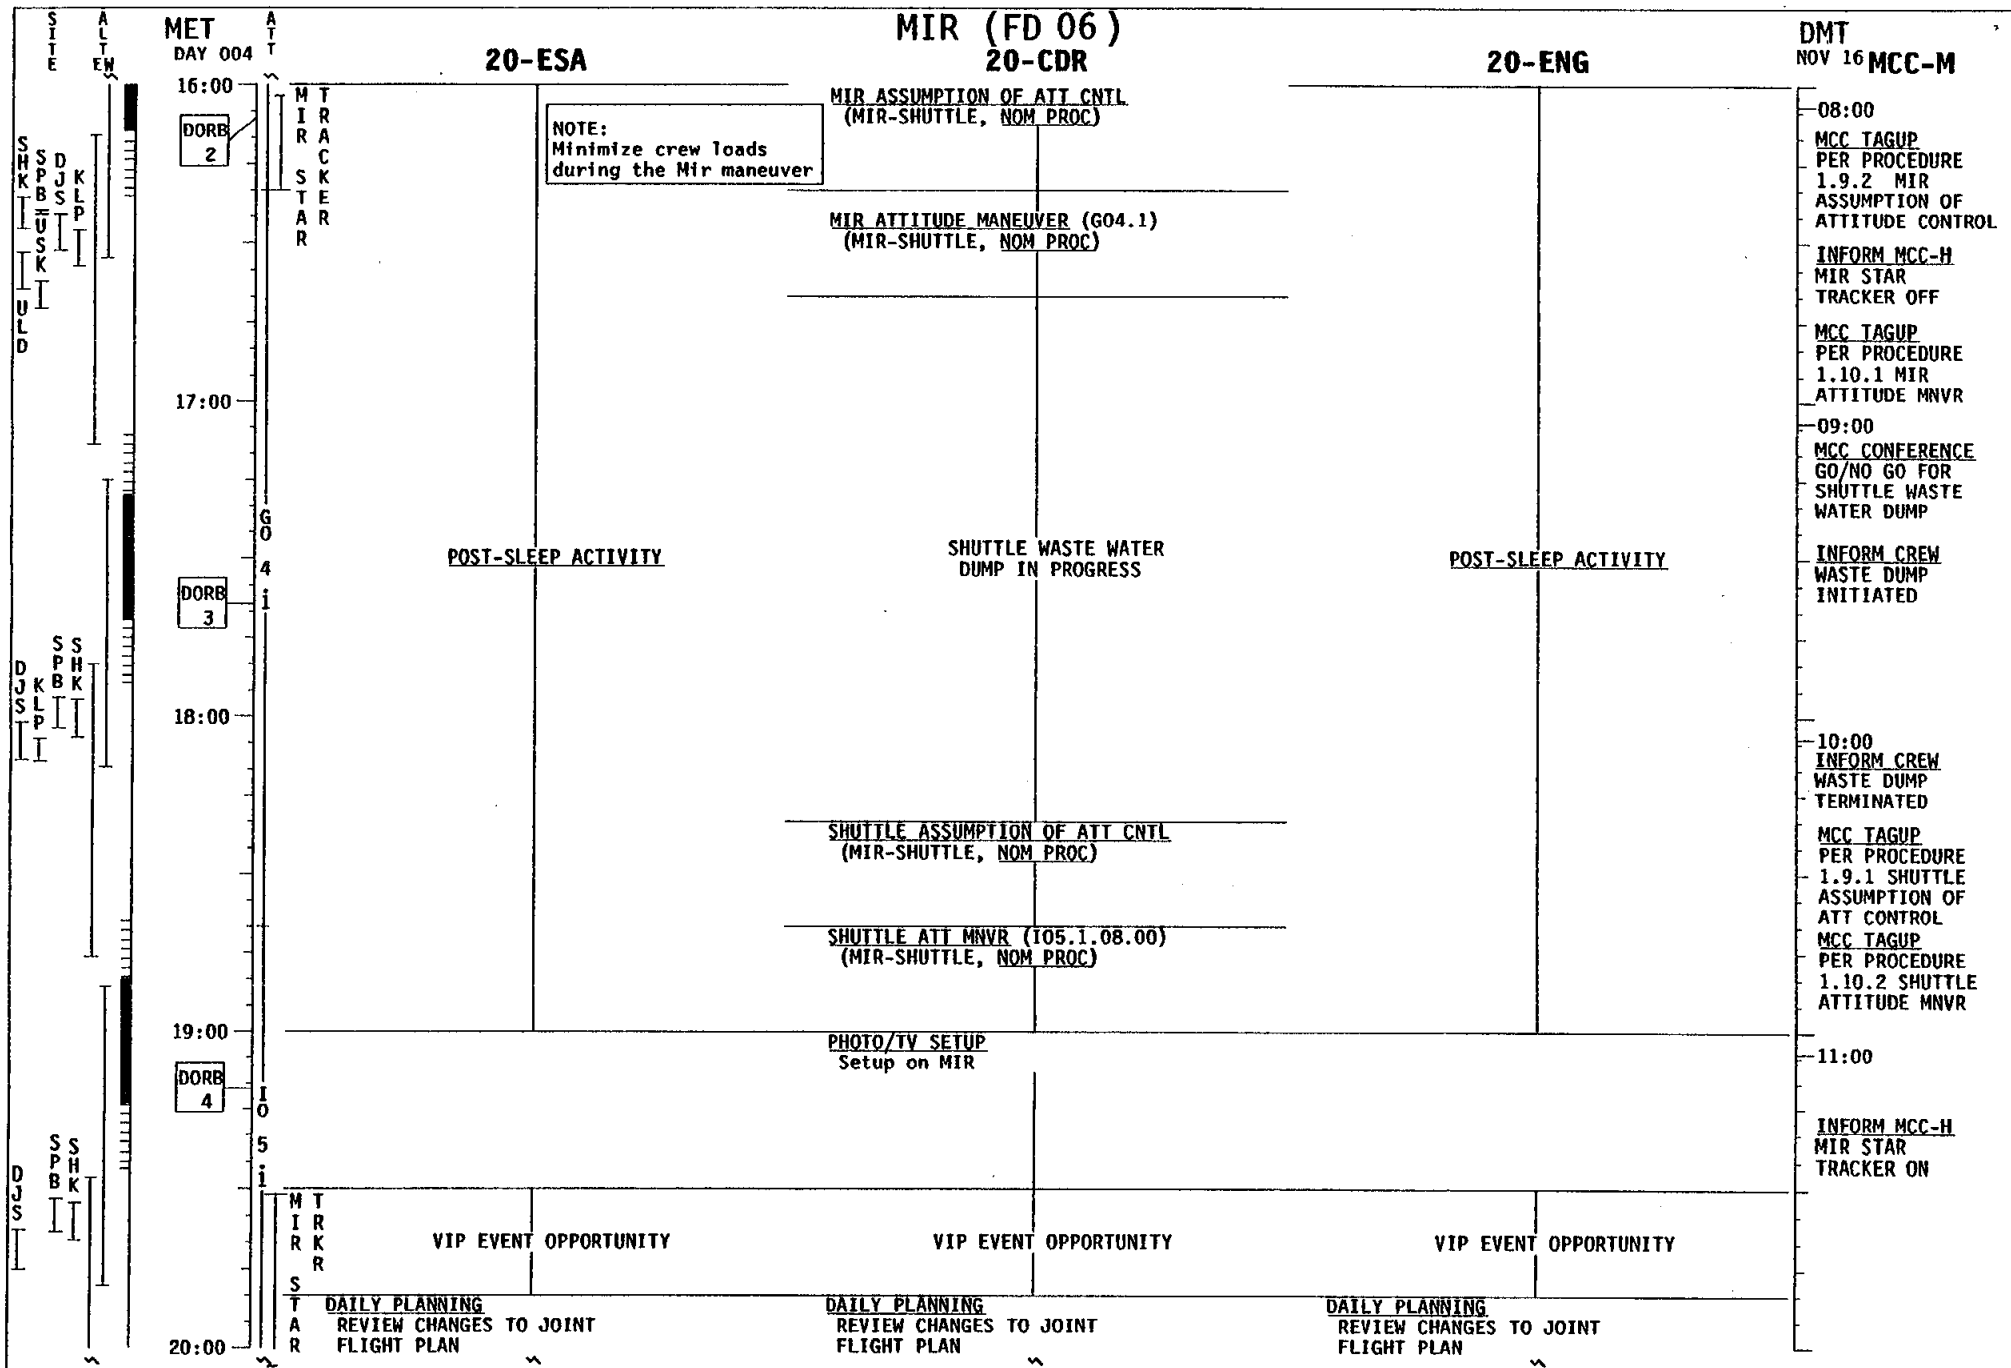 MIR (FD 06)
SITE
ALT
EW
MET
DAY 004
ATT
20-ESA
20-CDR
20-ENG
DMT
NOV 16 MCC-M
16:00
17:00
18:00
19:00
20:00
DORB
2
DORB
3
DORB
4
SHK
SPB=USK
DJS
KLP
ULD
DJS
KLP
SPB
SHK
DJS
SPB
SHK
MIR STAR
TRACKER
GO 4.1
IO 5.1
MIR STAR
TRKR
NOTE:
Minimize crew loads
during the Mir maneuver
POST-SLEEP ACTIVITY
VIP EVENT OPPORTUNITY
DAILY PLANNING
REVIEW CHANGES TO JOINT
FLIGHT PLAN
MIR ASSUMPTION OF ATT CNTL
(MIR-SHUTTLE, NOM PROC)
MIR ATTITUDE MANEUVER (GO4.1)
(MIR-SHUTTLE, NOM PROC)
SHUTTLE WASTE WATER
DUMP IN PROGRESS
SHUTTLE ASSUMPTION OF ATT CNTL
(MIR-SHUTTLE, NOM PROC)
SHUTTLE ATT MNVR (IO5.1.08.00)
(MIR-SHUTTLE, NOM PROC)
PHOTO/TV SETUP
Setup on MIR
VIP EVENT OPPORTUNITY
DAILY PLANNING
REVIEW CHANGES TO JOINT
FLIGHT PLAN
POST-SLEEP ACTIVITY
VIP EVENT OPPORTUNITY
DAILY PLANNING
REVIEW CHANGES TO JOINT
FLIGHT PLAN
08:00
MCC TAGUP
PER PROCEDURE
1.9.2 MIR
ASSUMPTION OF
ATTITUDE CONTROL
INFORM MCC-H
MIR STAR
TRACKER OFF
MCC TAGUP
PER PROCEDURE
1.10.1 MIR
ATTITUDE MNVR
09:00
MCC CONFERENCE
GO/NO GO FOR
SHUTTLE WASTE
WATER DUMP
INFORM CREW
WASTE DUMP
INITIATED
10:00
INFORM CREW
WASTE DUMP
TERMINATED
MCC TAGUP
PER PROCEDURE
1.9.1 SHUTTLE
ASSUMPTION OF
ATT CONTROL
MCC TAGUP
PER PROCEDURE
1.10.2 SHUTTLE
ATTITUDE MNVR
11:00
INFORM MCC-H
MIR STAR
TRACKER ON